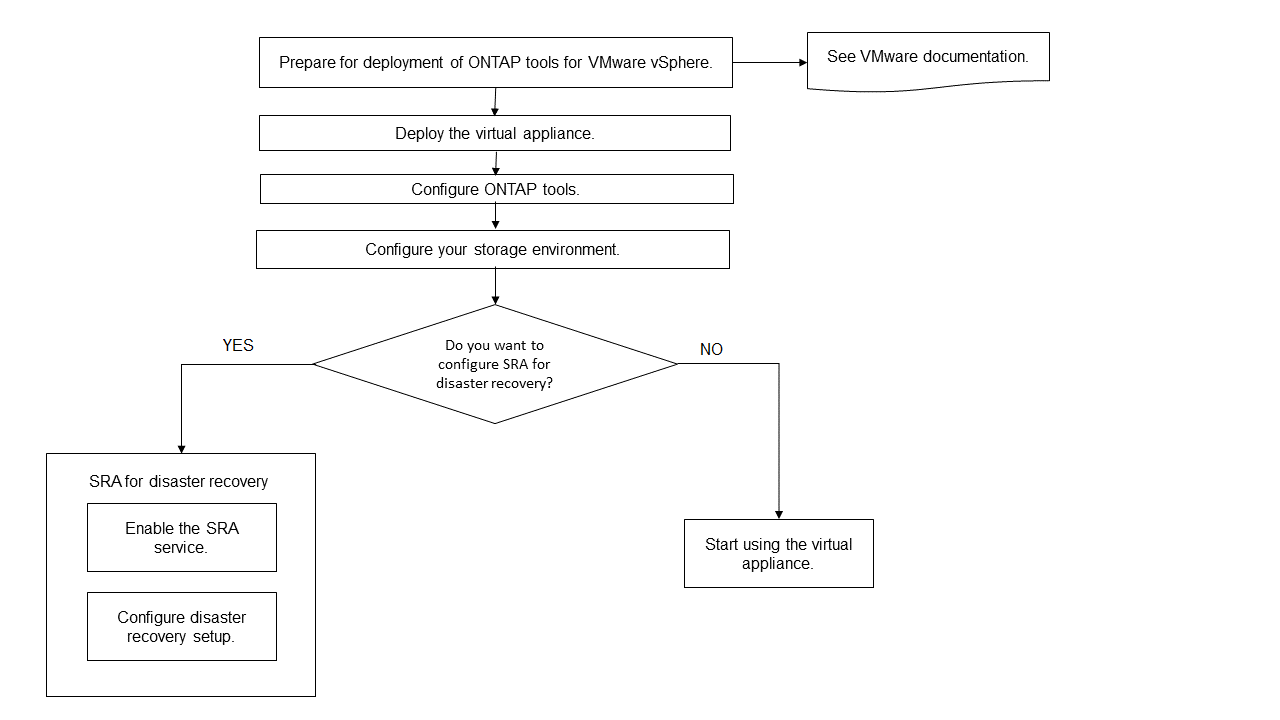 Prepare for deployment of ONTAP tools for VMware vSphere.
See VMware documentation.
Deploy the virtual appliance.
Configure ONTAP tools.
Configure your storage environment.
Do you want to
configure SRA for
disaster recovery?
YES
NO
SRA for disaster recovery
Enable the SRA
service.
Configure disaster
recovery setup.
Start using the virtual
appliance.